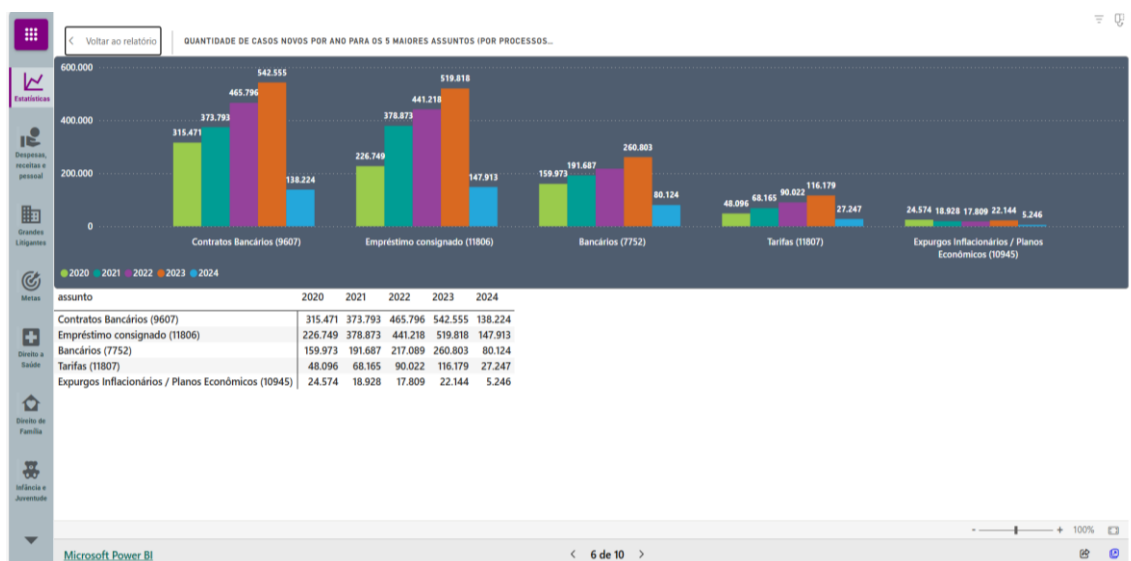 Voltar ao relatório
QUANTIDADE DE CASOS NOVOS POR ANO PARA OS 5 MAIORES ASSUNTOS (POR PROCESSOS...
Estatísticas
Despesas,
receitas e
pessoal
Grandes
Litigantes
Metas
Direito a
Saúde
Direito de
Família
Infância e
Juventude
600.000
400.000
200.000
0
315.471 373.793 465.796 542.555 138.224
226.749 378.873 441.218 519.818 147.913
159.973 191.687 260.803 80.124
48.096 68.165 90.022 116.179 27.247
24.574 18.928 17.809 22.144 5.246
Contratos Bancários (9607)
Empréstimo consignado (11806)
Bancários (7752)
Tarifas (11807)
Expurgos Inflacionários / Planos
Econômicos (10945)
2020 2021 2022 2023 2024
assunto 2020 2021 2022 2023 2024
Contratos Bancários (9607) 315.471 373.793 465.796 542.555 138.224
Empréstimo consignado (11806) 226.749 378.873 441.218 519.818 147.913
Bancários (7752) 159.973 191.687 217.089 260.803 80.124
Tarifas (11807) 48.096 68.165 90.022 116.179 27.247
Expurgos Inflacionários / Planos Econômicos (10945) 24.574 18.928 17.809 22.144 5.246
- + 100%
Microsoft Power BI
< 6 de 10 >